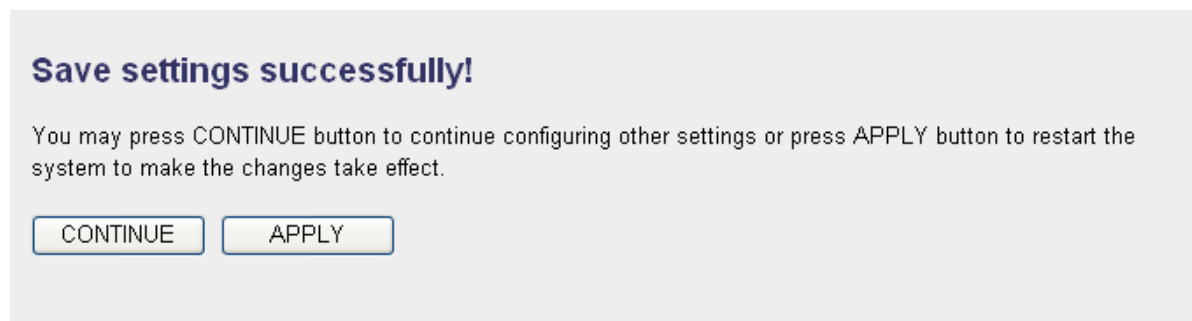 Save settings successfully!
You may press CONTINUE button to continue configuring other settings or press APPLY button to restart the
system to make the changes take effect.
CONTINUE APPLY